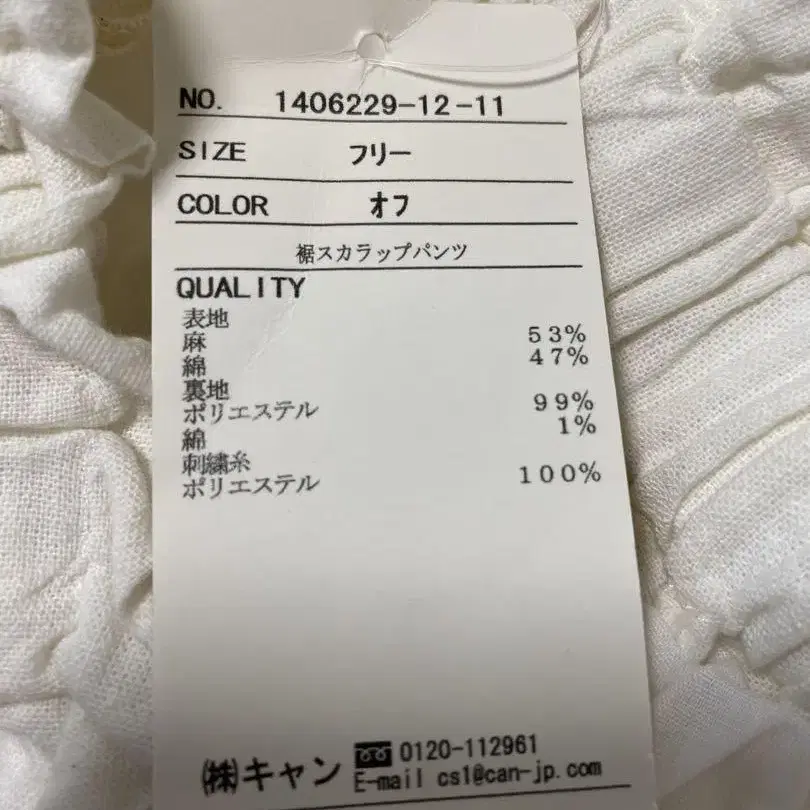 NO. 1406229-12-11
SIZE フリー
COLOR オフ
裾スカラップパンツ
QUALITY
表地
麻 53%
綿 47%
裏地
ポリエステル 99%
綿 1%
刺繍糸
ポリエステル 100%
㈱キャン 0120-112961
E-mail cs1@can-jp.com